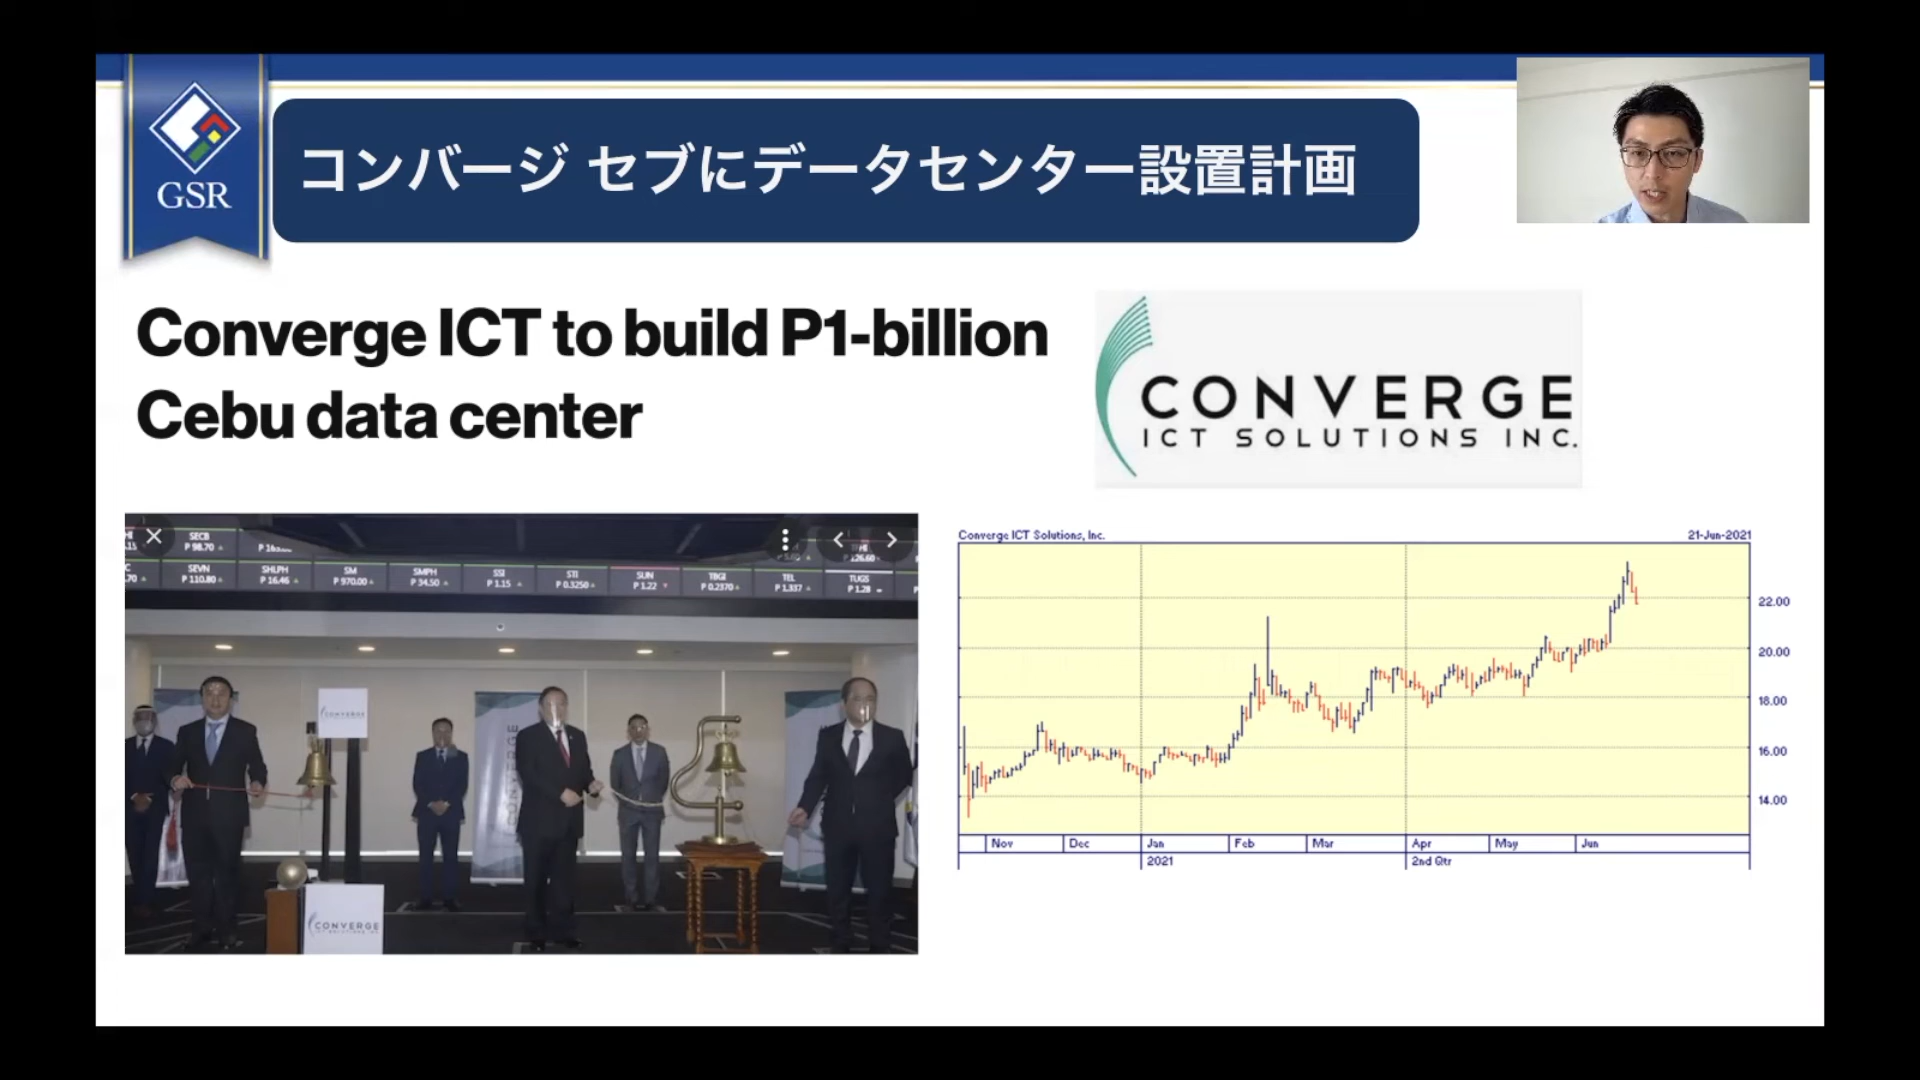 GSR
コンバージ セブにデータセンター設置計画
Converge ICT to build P1-billion
Cebu data center
CONVERGE
ICT SOLUTIONS INC.
SECB
P 98.70
SEVN
P 110.80
SHLPH
P 16.46
SM
P 970.00
SMPH
P 34.50
SSI
P 1.15
STI
P 0.3250
SUN
P 1.22
TBGI
P 0.2370
TEL
P 1,337
TUGS
P 1.28
CONVERGE
CONVERGE
CONVERGE
Converge ICT Solutions, Inc.
21-Jun-2021
22.00
20.00
18.00
16.00
14.00
Nov Dec Jan Feb Mar Apr May Jun
2021 2nd Qtr